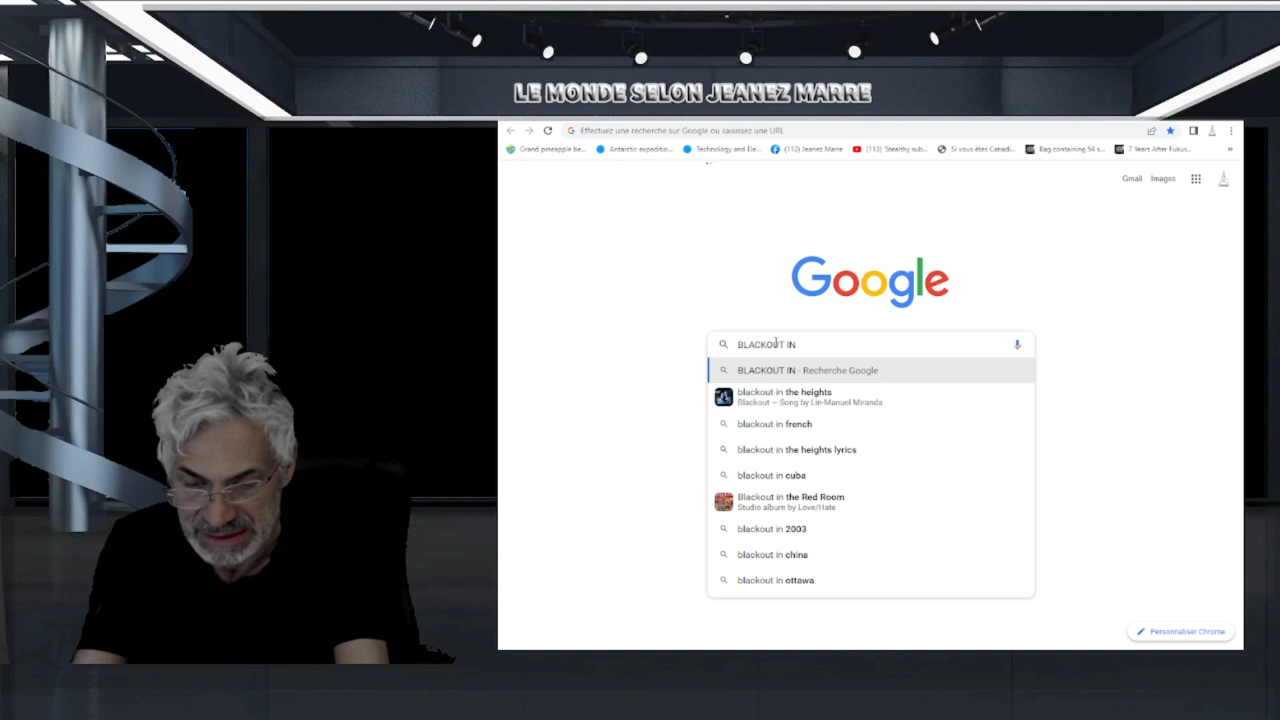 LE MONDE SELON JEANEZ MARRE
Effectuez une recherche sur Google ou saisissez une URL
Grand pineapple be... Antarctic expeditio... Technology and Ele... (112) Jeanez Marre (113) 'Stealthy sub... Si vous êtes Canadi... Bag containing 54 s... 7 Years After Fukus...
Gmail Images
Google
BLACKOUT IN
BLACKOUT IN - Recherche Google
blackout in the heights
Blackout — Song by Lin-Manuel Miranda
blackout in french
blackout in the heights lyrics
blackout in cuba
Blackout in the Red Room
Studio album by Love/Hate
blackout in 2003
blackout in china
blackout in ottawa
Personnaliser Chrome